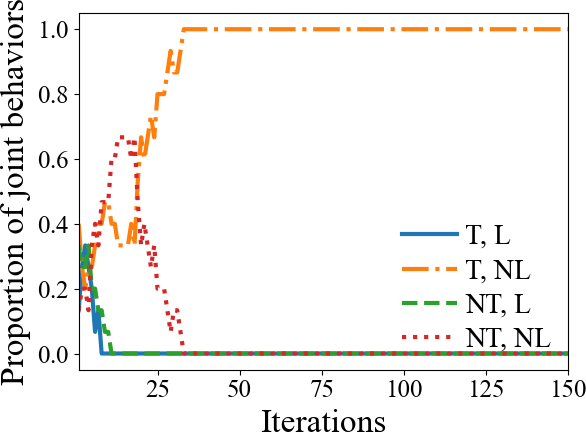 Proportion of joint behaviors
1.0
0.8
0.6
0.4
0.2
0.0
T, L
T, NL
NT, L
NT, NL
25 50 75 100 125 150
Iterations